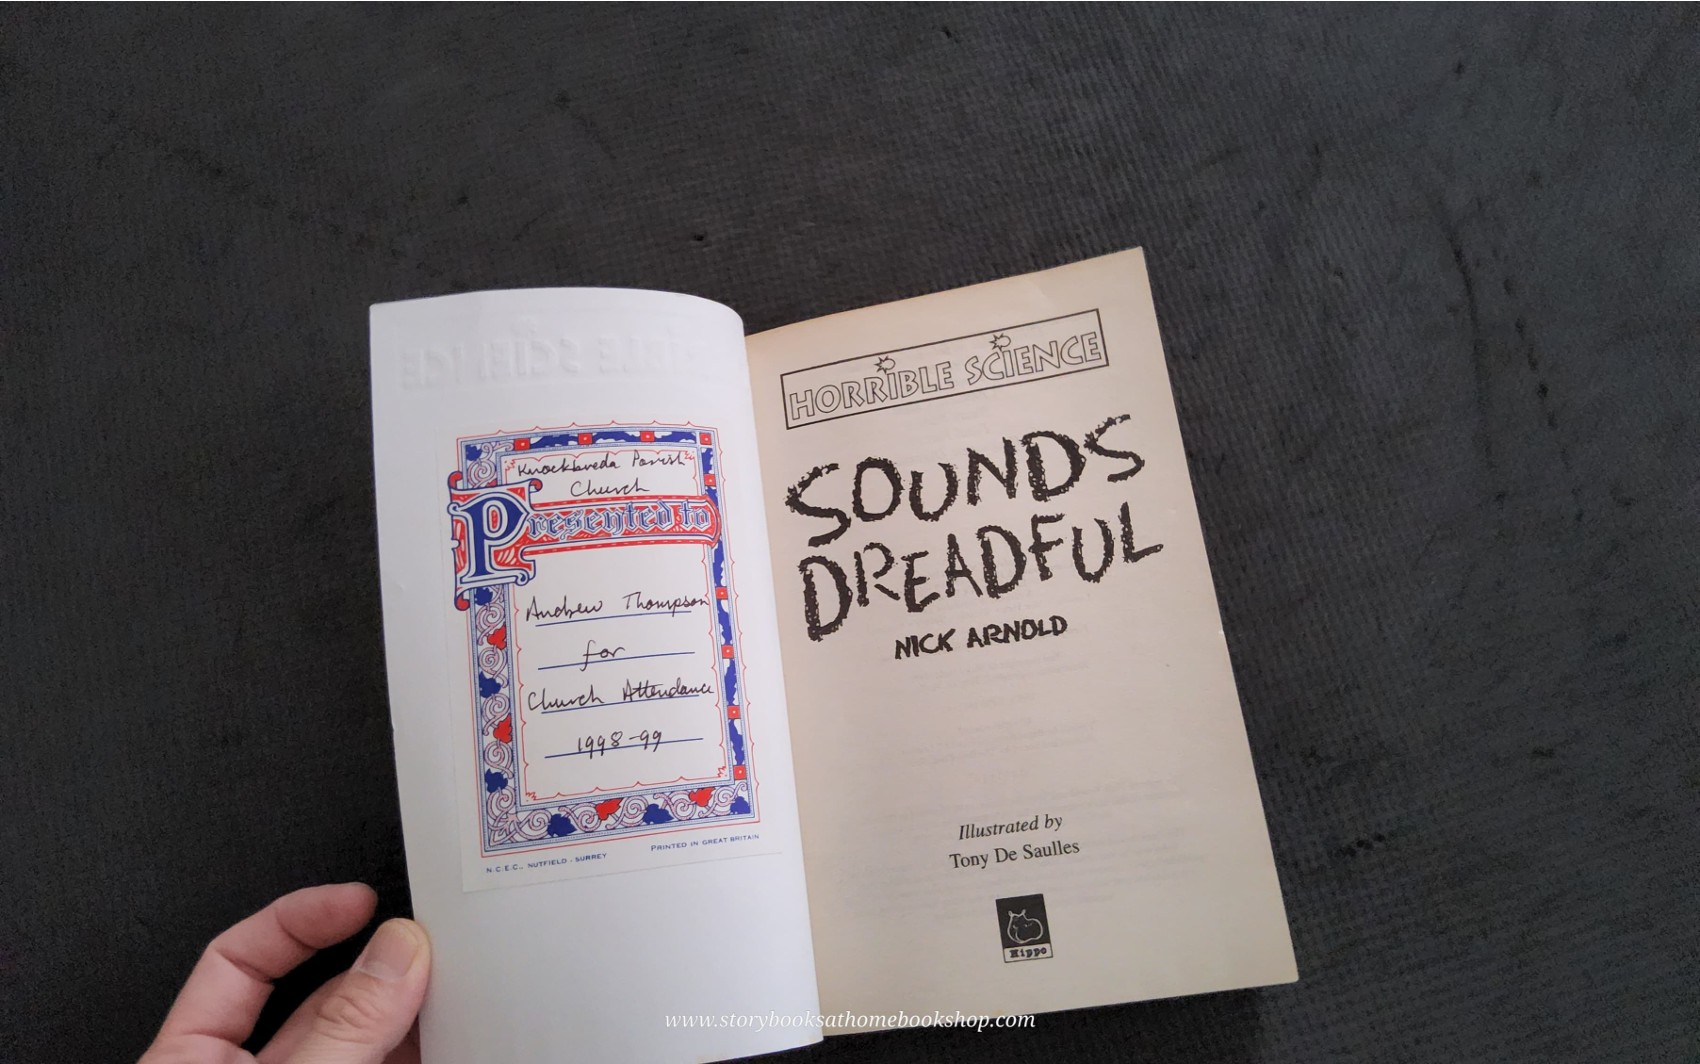 Knockbreda Parish
Church
Presented to
Andrew Thompson
for
Church Attendance
1998-99
N.C.E.C., NUTFIELD - SURREY
PRINTED IN GREAT BRITAIN
HORRIBLE SCIENCE
SOUNDS
DREADFUL
NICK ARNOLD
Illustrated by
Tony De Saulles
Hippo
www.storybooksathomebookshop.com